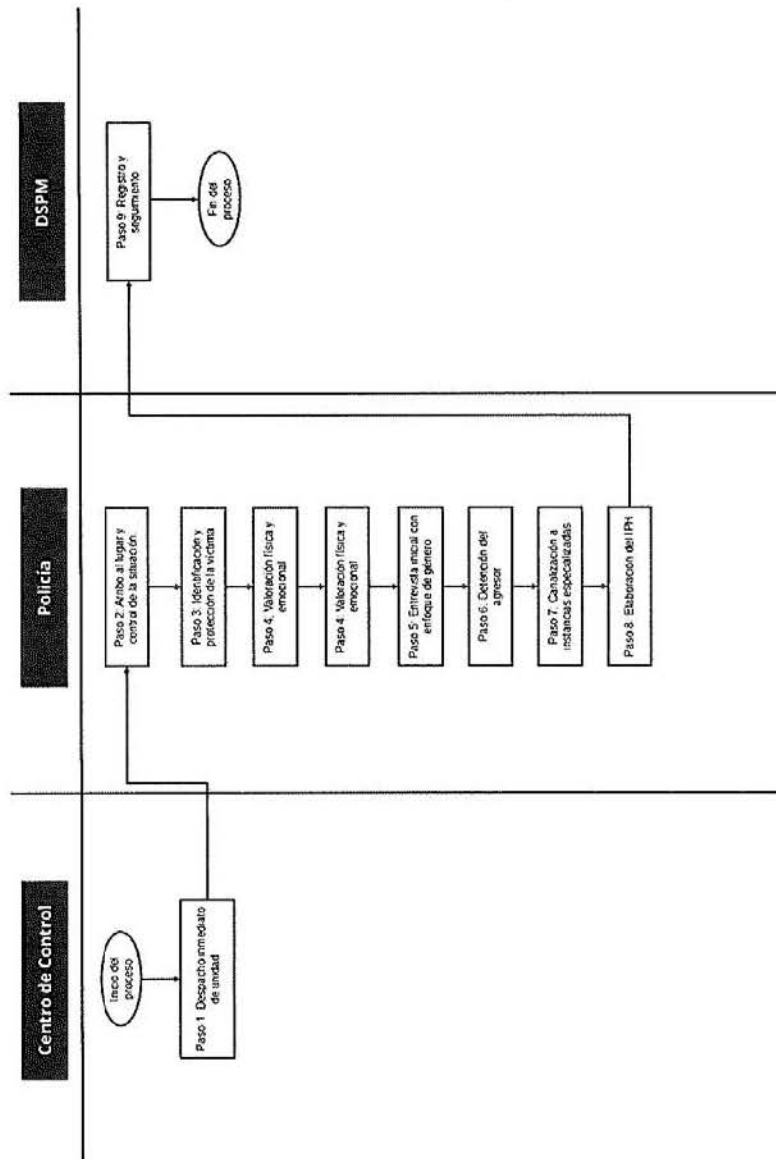 Centro de Control
Policía
DSPM
Inicio del
proceso
Paso 1 Despacho inmediato
de unidad
Paso 2: Arribo al lugar y
control de la situación.
Paso 3: Identificación y
protección de la víctima
Paso 4. Valoración física y
emocional
Paso 4: Valoración física y
emocional
Paso 5: Entrevista inicial con
enfoque de género
Paso 6: Detención del
agresor
Paso 7. Canalización a
instancias especializadas
Paso 8. Elaboración del IPH
Paso 9 Registro y
seguimiento
Fin del
proceso